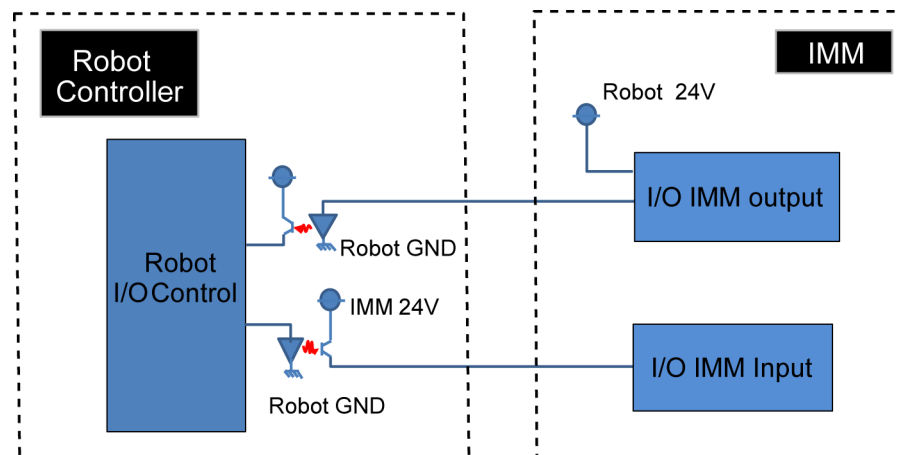 Robot
Controller
IMM
Robot 24V
I/O IMM output
Robot GND
Robot
I/O Control
IMM 24V
I/O IMM Input
Robot GND